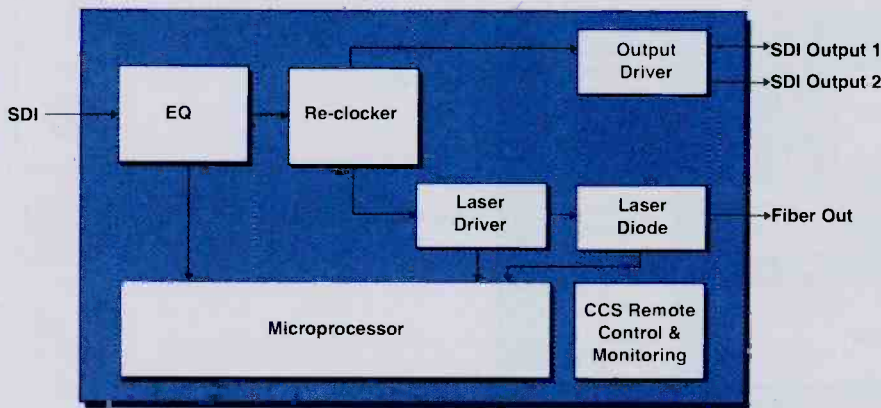 Output
Driver
SDI Output 1
SDI Output 2
SDI
EQ
Re-clocker
Laser
Driver
Laser
Diode
Fiber Out
Microprocessor
CCS Remote
Control &
Monitoring